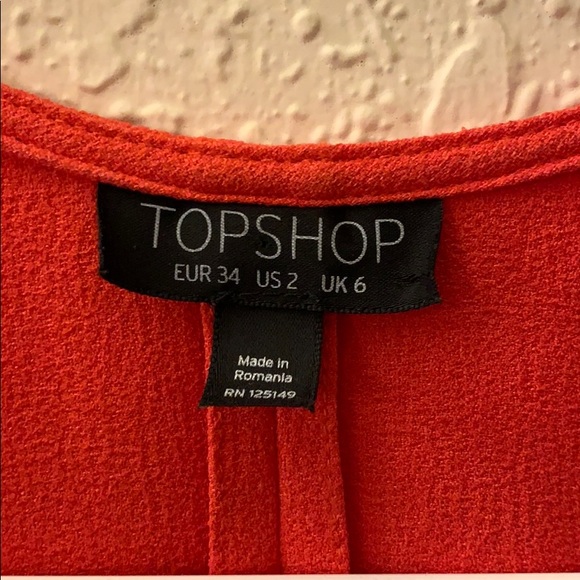 TOPSHOP
EUR 34 US 2 UK 6
Made in
Romania
RN 125149